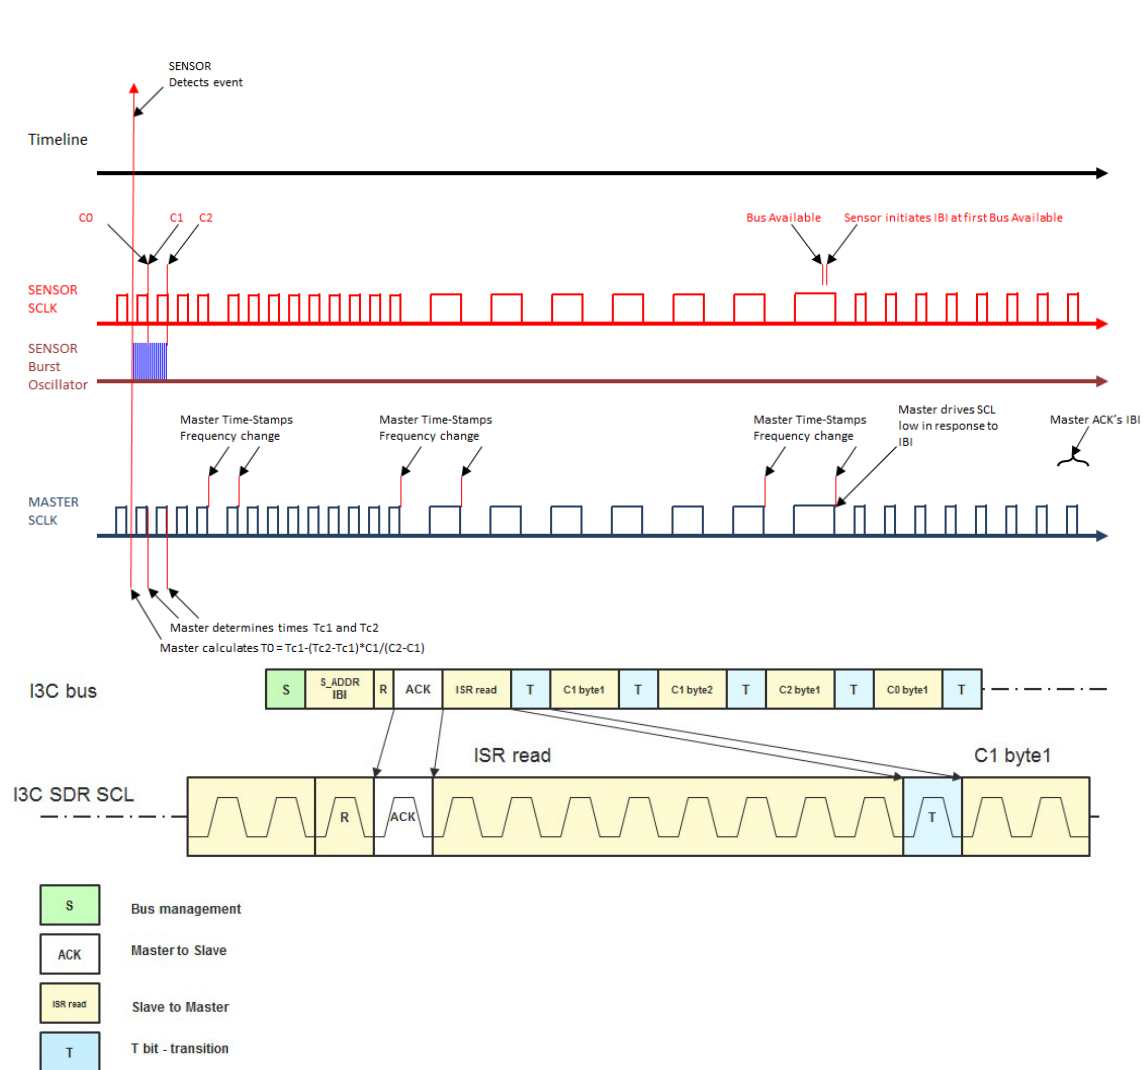 SENSOR
Detects event
Timeline
C0
C1
C2
Bus Available
Sensor initiates IBI at first Bus Available
SENSOR
SCLK
SENSOR
Burst
Oscillator
Master Time-Stamps
Frequency change
Master Time-Stamps
Frequency change
Master Time-Stamps
Frequency change
Master drives SCL
low in response to
IBI
Master ACK's IBI
MASTER
SCLK
Master determines times Tc1 and Tc2
Master calculates T0 = Tc1-(Tc2-Tc1)*C1/(C2-C1)
I3C bus
S
S_ADDR
IBI
R
ACK
ISR read
T
C1 byte1
T
C1 byte2
T
C2 byte1
T
C0 byte1
T
ISR read
C1 byte1
I3C SDR SCL
R
ACK
T
S
Bus management
ACK
Master to Slave
ISR read
Slave to Master
T
T bit - transition